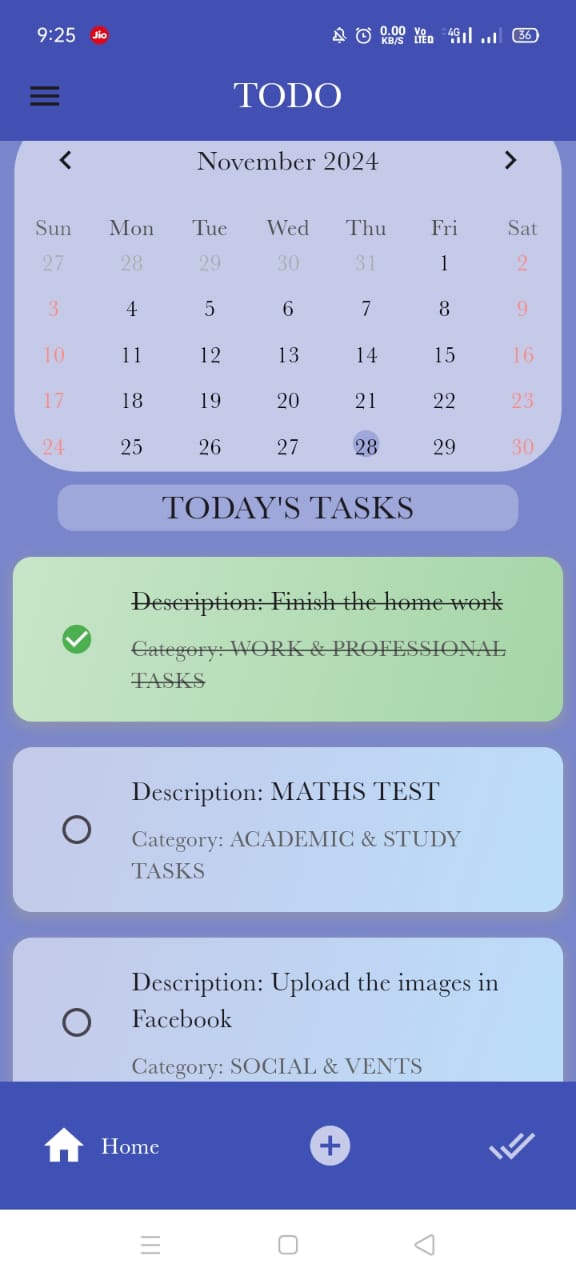 9:25 Jio 0.00 KB/S Vo LTED 4G 36
TODO
November 2024
Sun Mon Tue Wed Thu Fri Sat
27 28 29 30 31 1 2
3 4 5 6 7 8 9
10 11 12 13 14 15 16
17 18 19 20 21 22 23
24 25 26 27 28 29 30
TODAY'S TASKS
Description: Finish the home work
Category: WORK & PROFESSIONAL
TASKS
Description: MATHS TEST
Category: ACADEMIC & STUDY
TASKS
Description: Upload the images in
Facebook
Category: SOCIAL & VENTS
Home